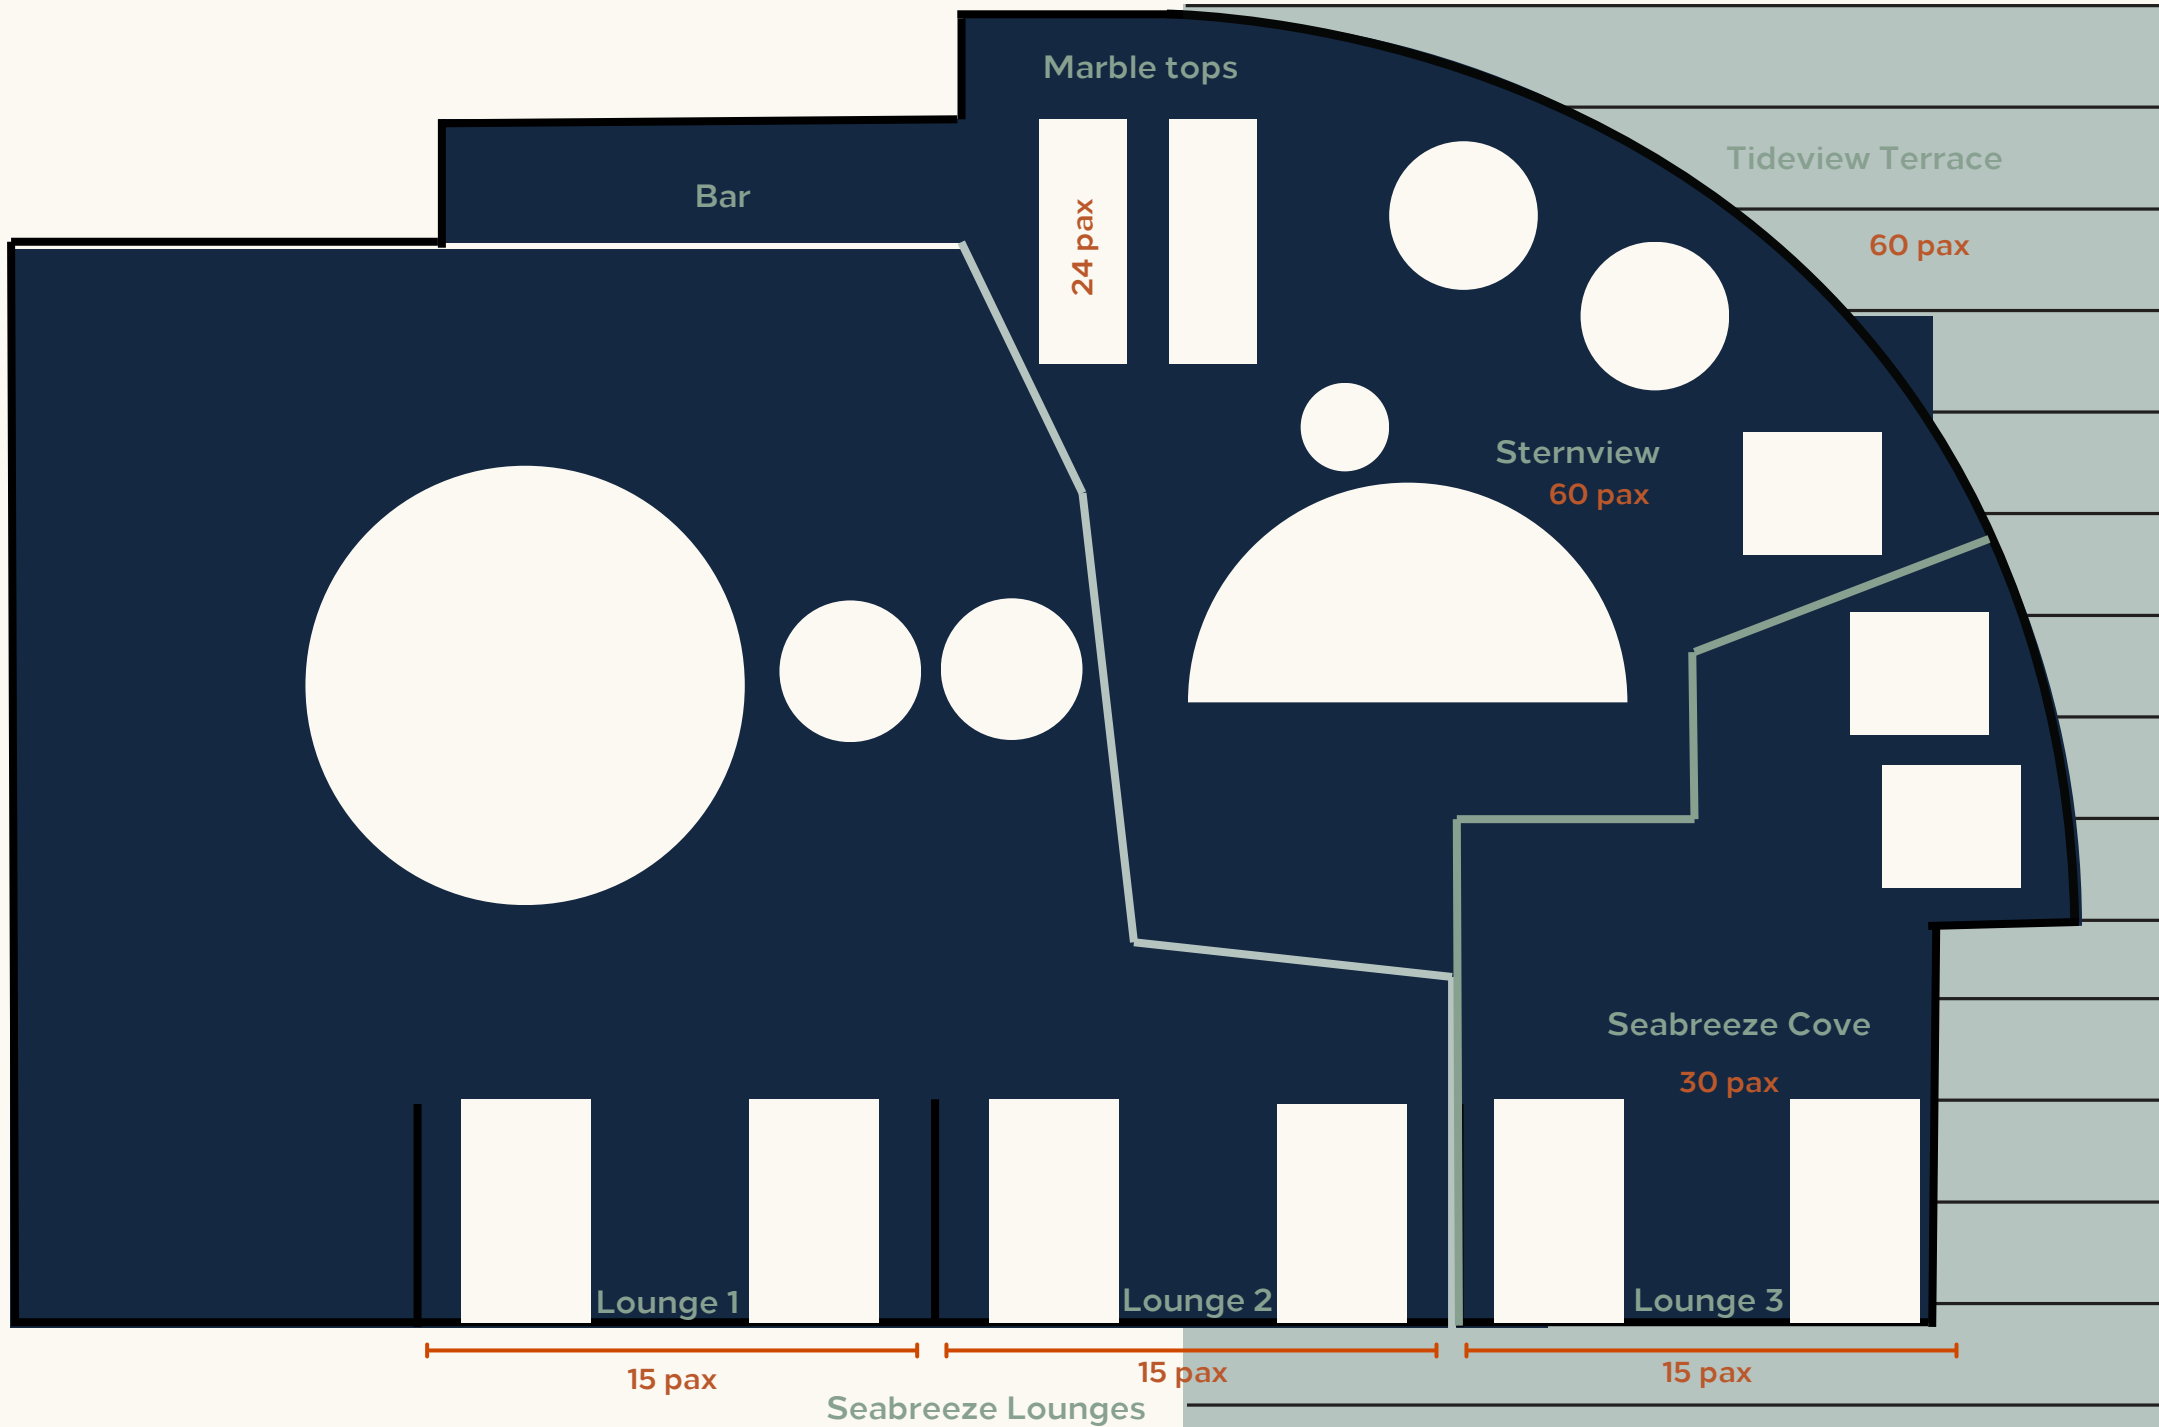 Marble tops
Tideview Terrace
Bar
24 pax
60 pax
Sternview
60 pax
Seabreeze Cove
30 pax
Lounge 1
Lounge 2
Lounge 3
15 pax
15 pax
15 pax
Seabreeze Lounges